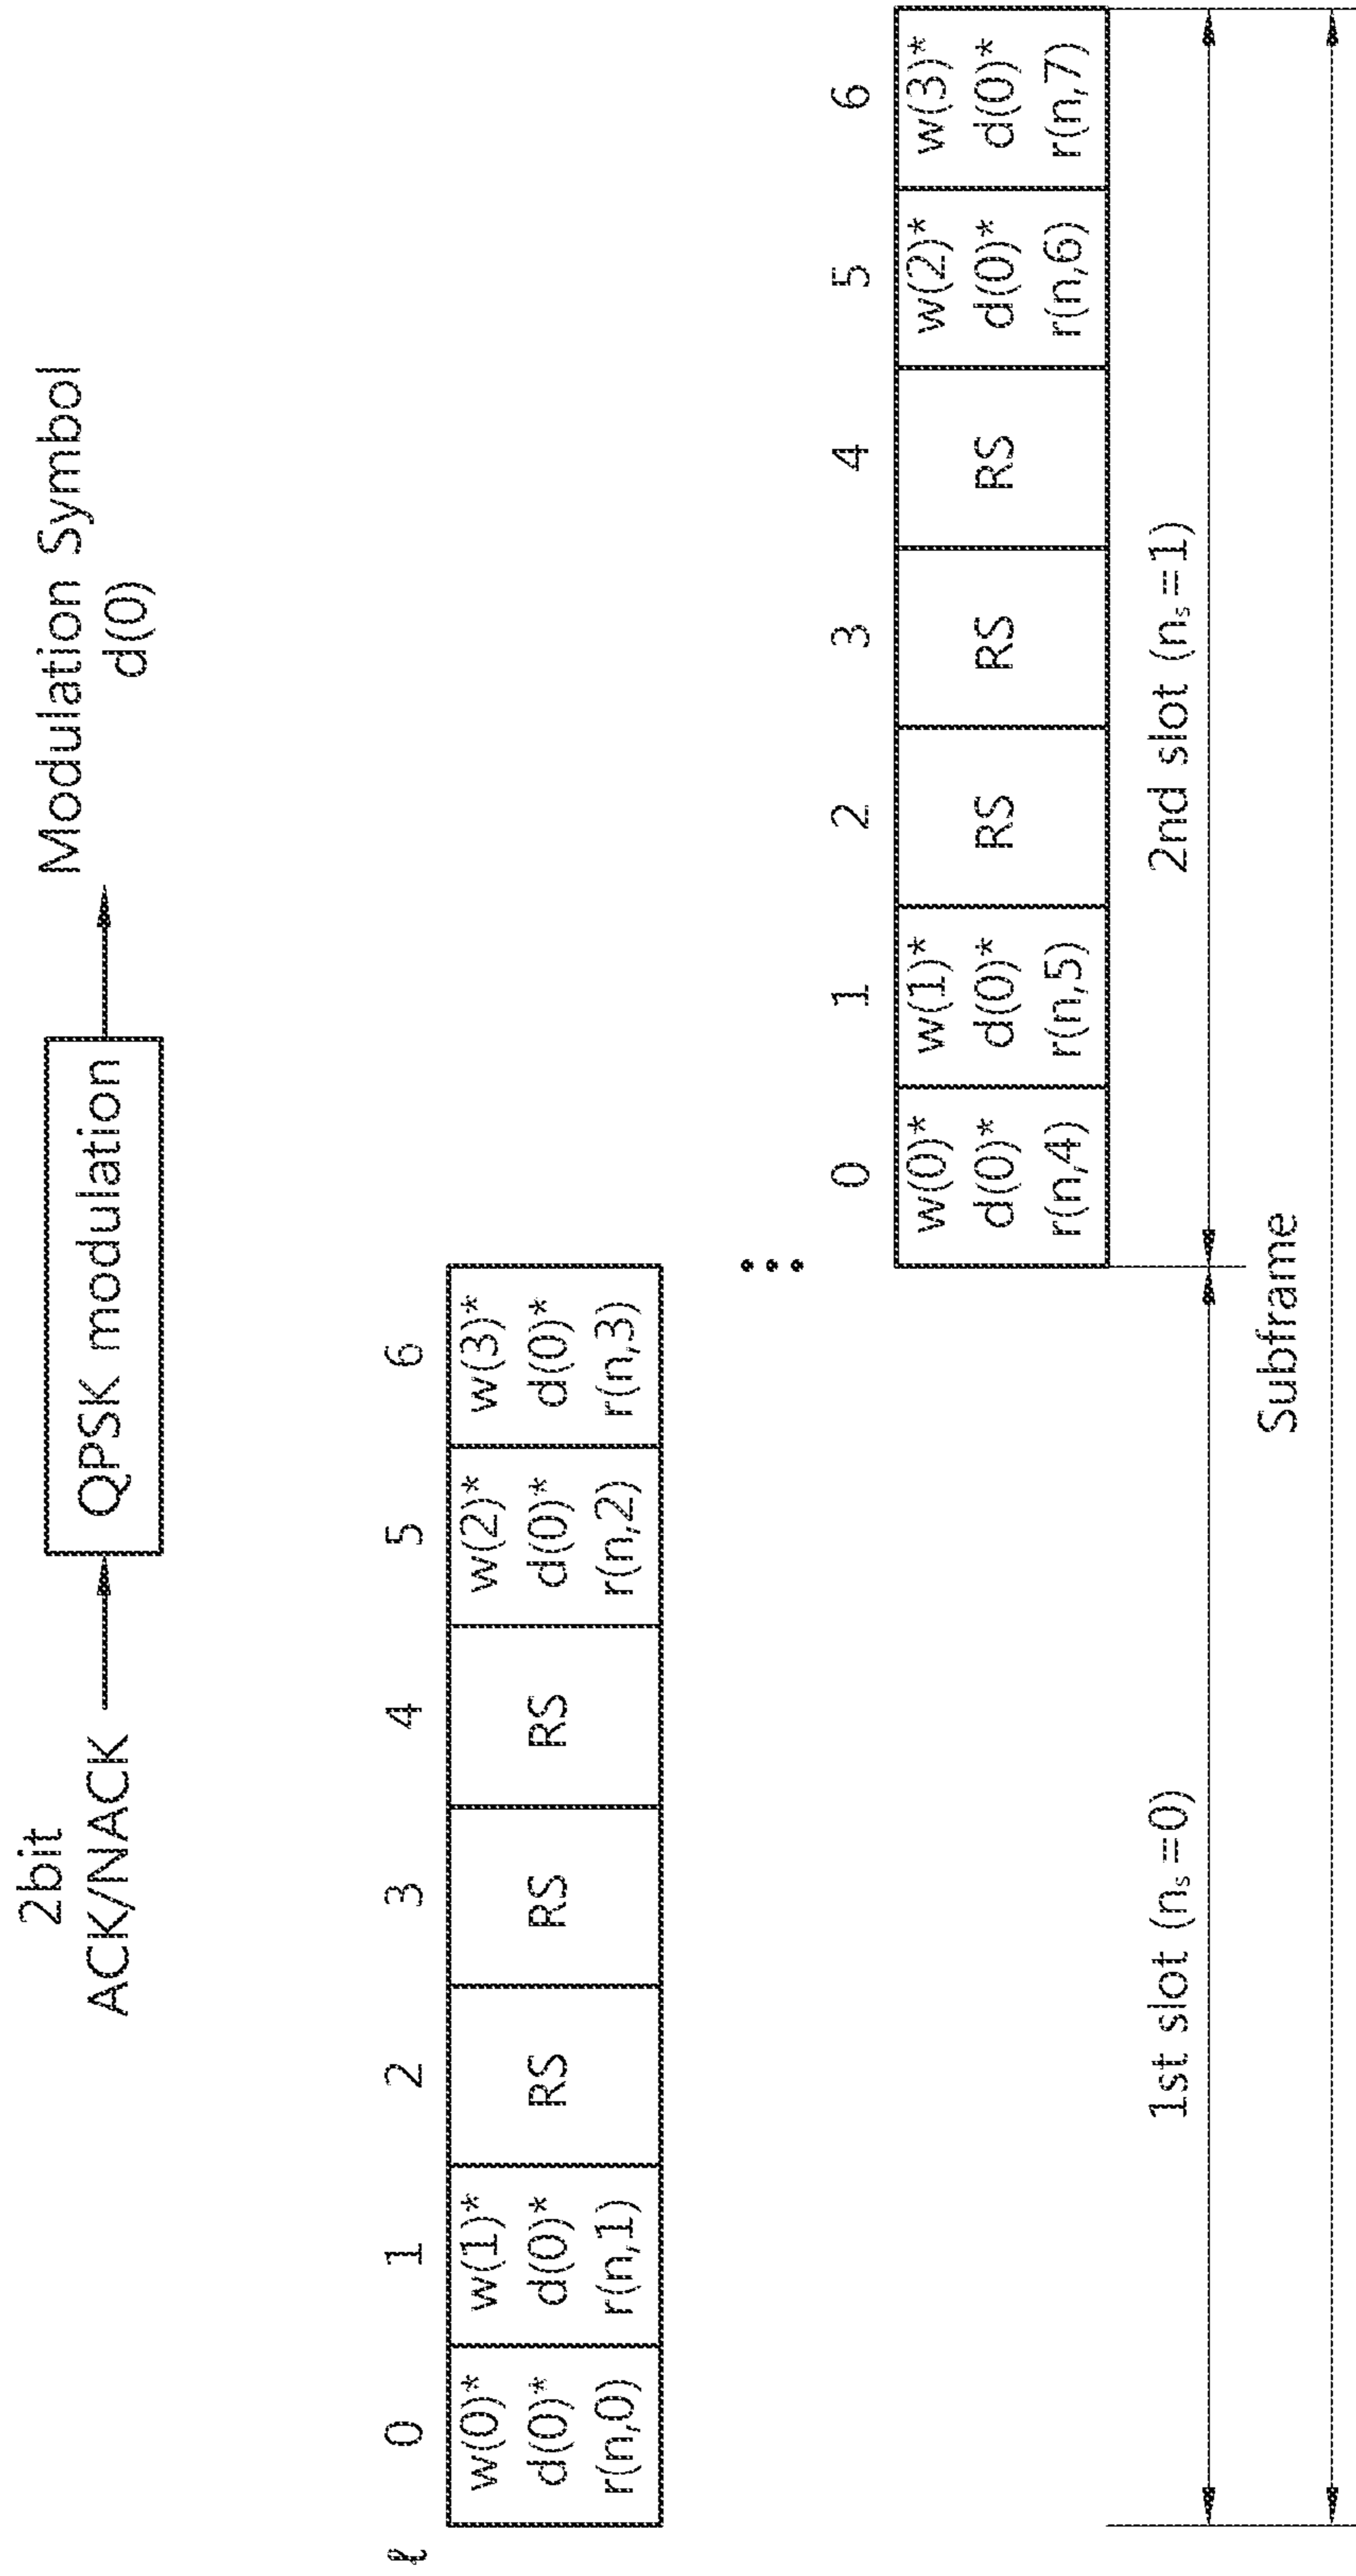 2bit
ACK/NACK
QPSK modulation
Modulation Symbol
d(0)
ℓ 0 1 2 3 4 5 6
w(0)* w(1)* RS RS RS w(2)* w(3)*
d(0)* d(0)* d(0)* d(0)*
r(n,0) r(n,1) r(n,2) r(n,3)
0 1 2 3 4 5 6
w(0)* w(1)* RS RS RS w(2)* w(3)*
d(0)* d(0)* d(0)* d(0)*
r(n,4) r(n,5) r(n,6) r(n,7)
1st slot (nₛ=0) 2nd slot (nₛ=1)
Subframe